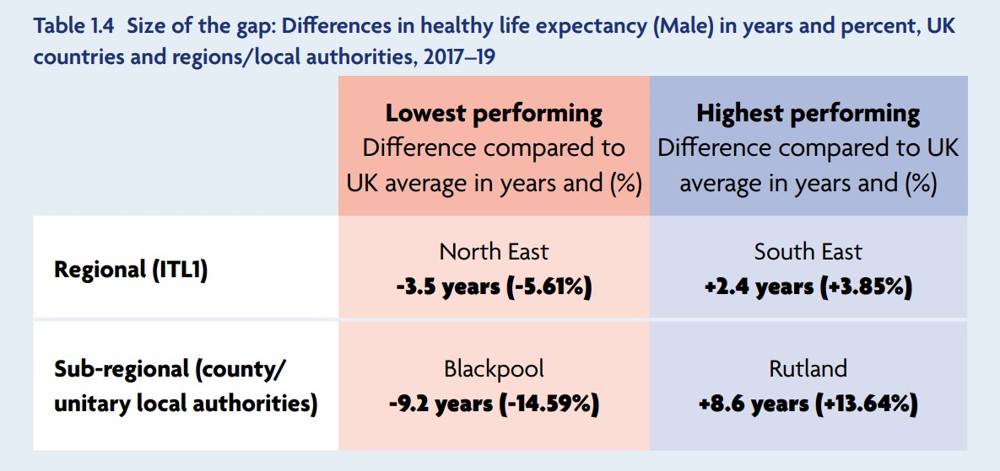 Table 1.4 Size of the gap: Differences in healthy life expectancy (Male) in years and percent, UK
countries and regions/local authorities, 2017–19
Lowest performing
Difference compared to
UK average in years and (%)
Highest performing
Difference compared to UK
average in years and (%)
Regional (ITL1)
North East
-3.5 years (-5.61%)
South East
+2.4 years (+3.85%)
Sub-regional (county/
unitary local authorities)
Blackpool
-9.2 years (-14.59%)
Rutland
+8.6 years (+13.64%)